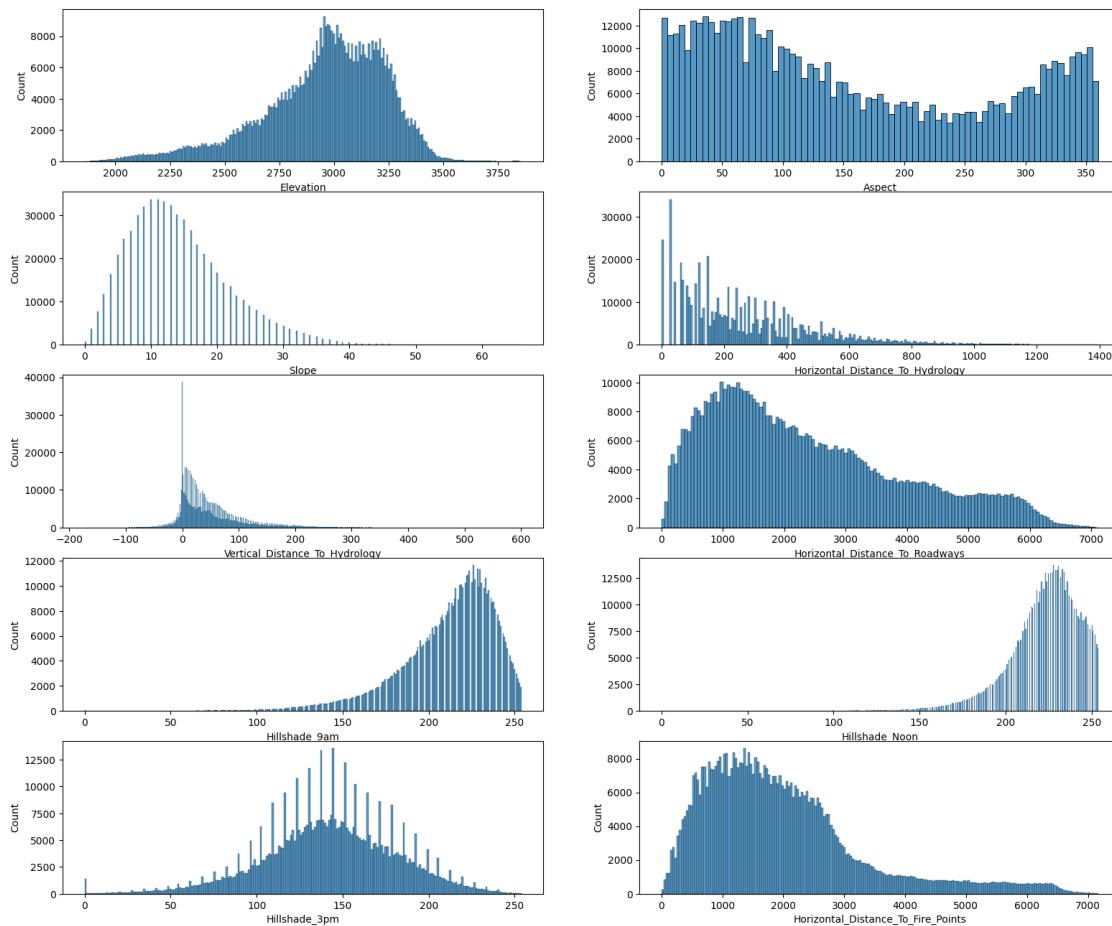 8000
6000
4000
2000
0
Count
2000 2250 2500 2750 3000 3250 3500 3750
Elevation
12000
10000
8000
6000
4000
2000
0
Count
0 50 100 150 200 250 300 350
Aspect
30000
20000
10000
0
Count
0 10 20 30 40 50 60
Slope
30000
20000
10000
0
Count
0 200 400 600 800 1000 1200 1400
Horizontal_Distance_To_Hydrology
40000
30000
20000
10000
0
Count
−200 −100 0 100 200 300 400 500 600
Vertical_Distance_To_Hydrology
10000
8000
6000
4000
2000
0
Count
0 1000 2000 3000 4000 5000 6000 7000
Horizontal_Distance_To_Roadways
12000
10000
8000
6000
4000
2000
0
Count
0 50 100 150 200 250
Hillshade_9am
12500
10000
7500
5000
2500
0
Count
0 50 100 150 200 250
Hillshade_Noon
12500
10000
7500
5000
2500
0
Count
0 50 100 150 200 250
Hillshade_3pm
8000
6000
4000
2000
0
Count
0 1000 2000 3000 4000 5000 6000 7000
Horizontal_Distance_To_Fire_Points